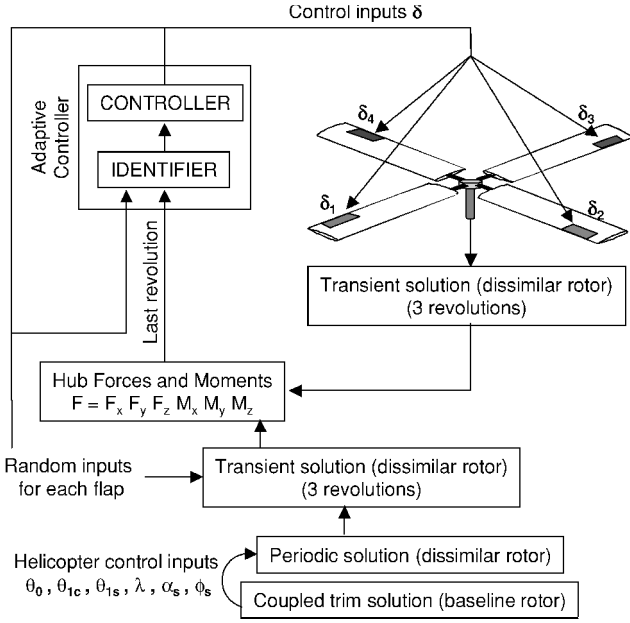 Control inputs δ
Adaptive
Controller
CONTROLLER
IDENTIFIER
δ4
δ3
δ1
δ2
Transient solution (dissimilar rotor)
(3 revolutions)
Last revolution
Hub Forces and Moments
F = Fx Fy Fz Mx My Mz
Random inputs
for each flap
Transient solution (dissimilar rotor)
(3 revolutions)
Helicopter control inputs
θ0 , θ1c , θ1s , λ , αs , ϕs
Periodic solution (dissimilar rotor)
Coupled trim solution (baseline rotor)